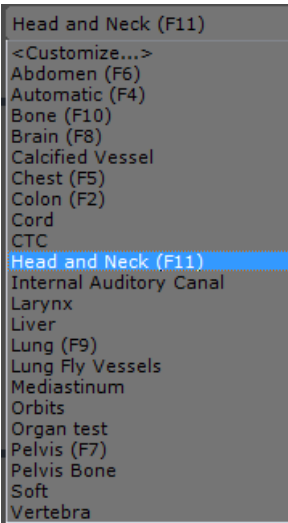 Head and Neck (F11)
<Customize...>
Abdomen (F6)
Automatic (F4)
Bone (F10)
Brain (F8)
Calcified Vessel
Chest (F5)
Colon (F2)
Cord
CTC
Head and Neck (F11)
Internal Auditory Canal
Larynx
Liver
Lung (F9)
Lung Fly Vessels
Mediastinum
Orbits
Organ test
Pelvis (F7)
Pelvis Bone
Soft
Vertebra